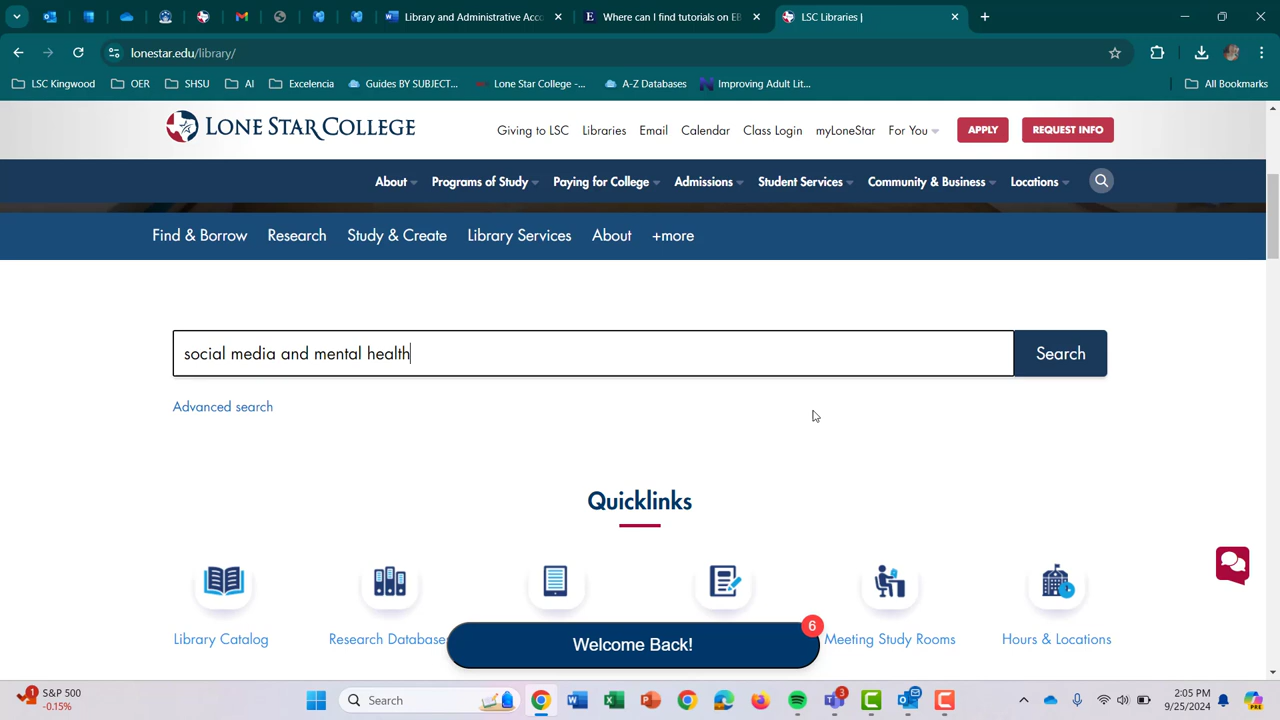 Library and Administrative Acco
Where can I find tutorials on EB
LSC Libraries |
lonestar.edu/library/
LSC Kingwood
OER
SHSU
AI
Excelencia
Guides BY SUBJECT...
Lone Star College -...
A-Z Databases
Improving Adult Lit...
All Bookmarks
LONE STAR COLLEGE
Giving to LSC
Libraries
Email
Calendar
Class Login
myLoneStar
For You
APPLY
REQUEST INFO
About
Programs of Study
Paying for College
Admissions
Student Services
Community & Business
Locations
Find & Borrow
Research
Study & Create
Library Services
About
+more
social media and mental health
Search
Advanced search
Quicklinks
Library Catalog
Research Database
Meeting Study Rooms
Hours & Locations
Welcome Back!
6
1
S&P 500
-0.15%
Search
3
2:05 PM
9/25/2024
PRE